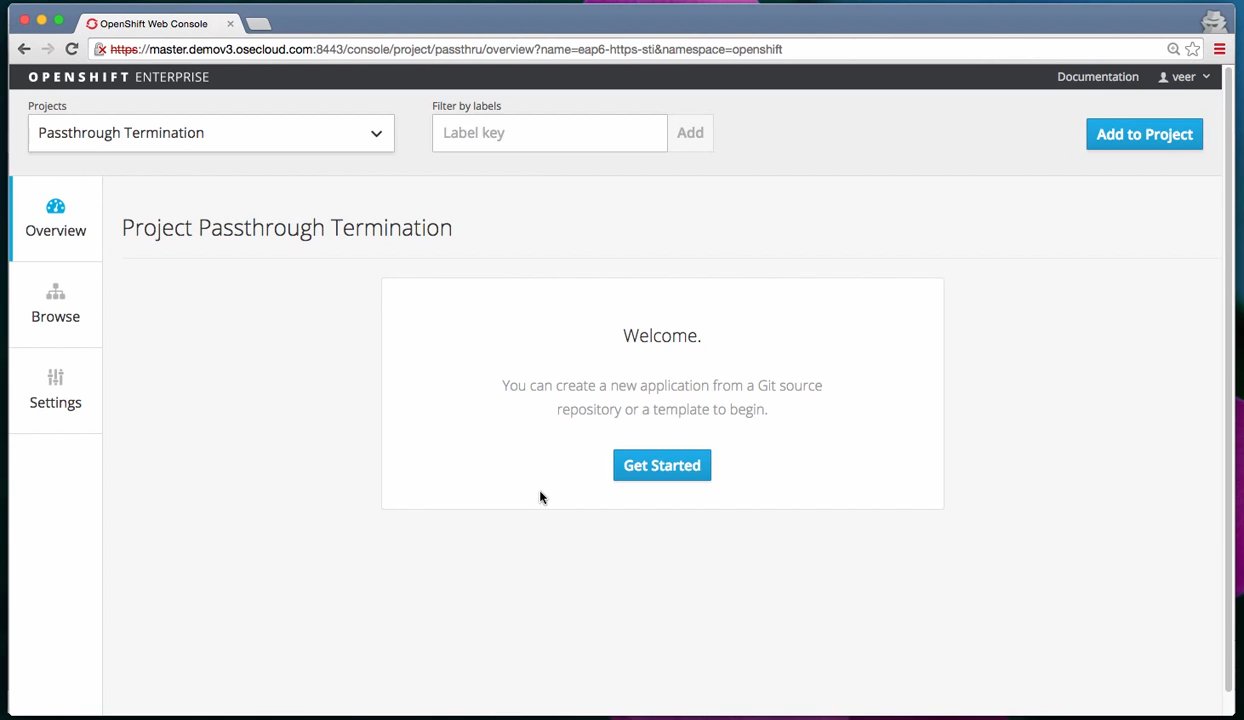 OpenShift Web Console
https://master.demov3.osecloud.com:8443/console/project/passthru/overview?name=eap6-https-sti&namespace=openshift
OPENSHIFT ENTERPRISE
Documentation
veer
Projects
Filter by labels
Passthrough Termination
Label key
Add
Add to Project
Overview
Browse
Settings
Project Passthrough Termination
Welcome.
You can create a new application from a Git source
repository or a template to begin.
Get Started